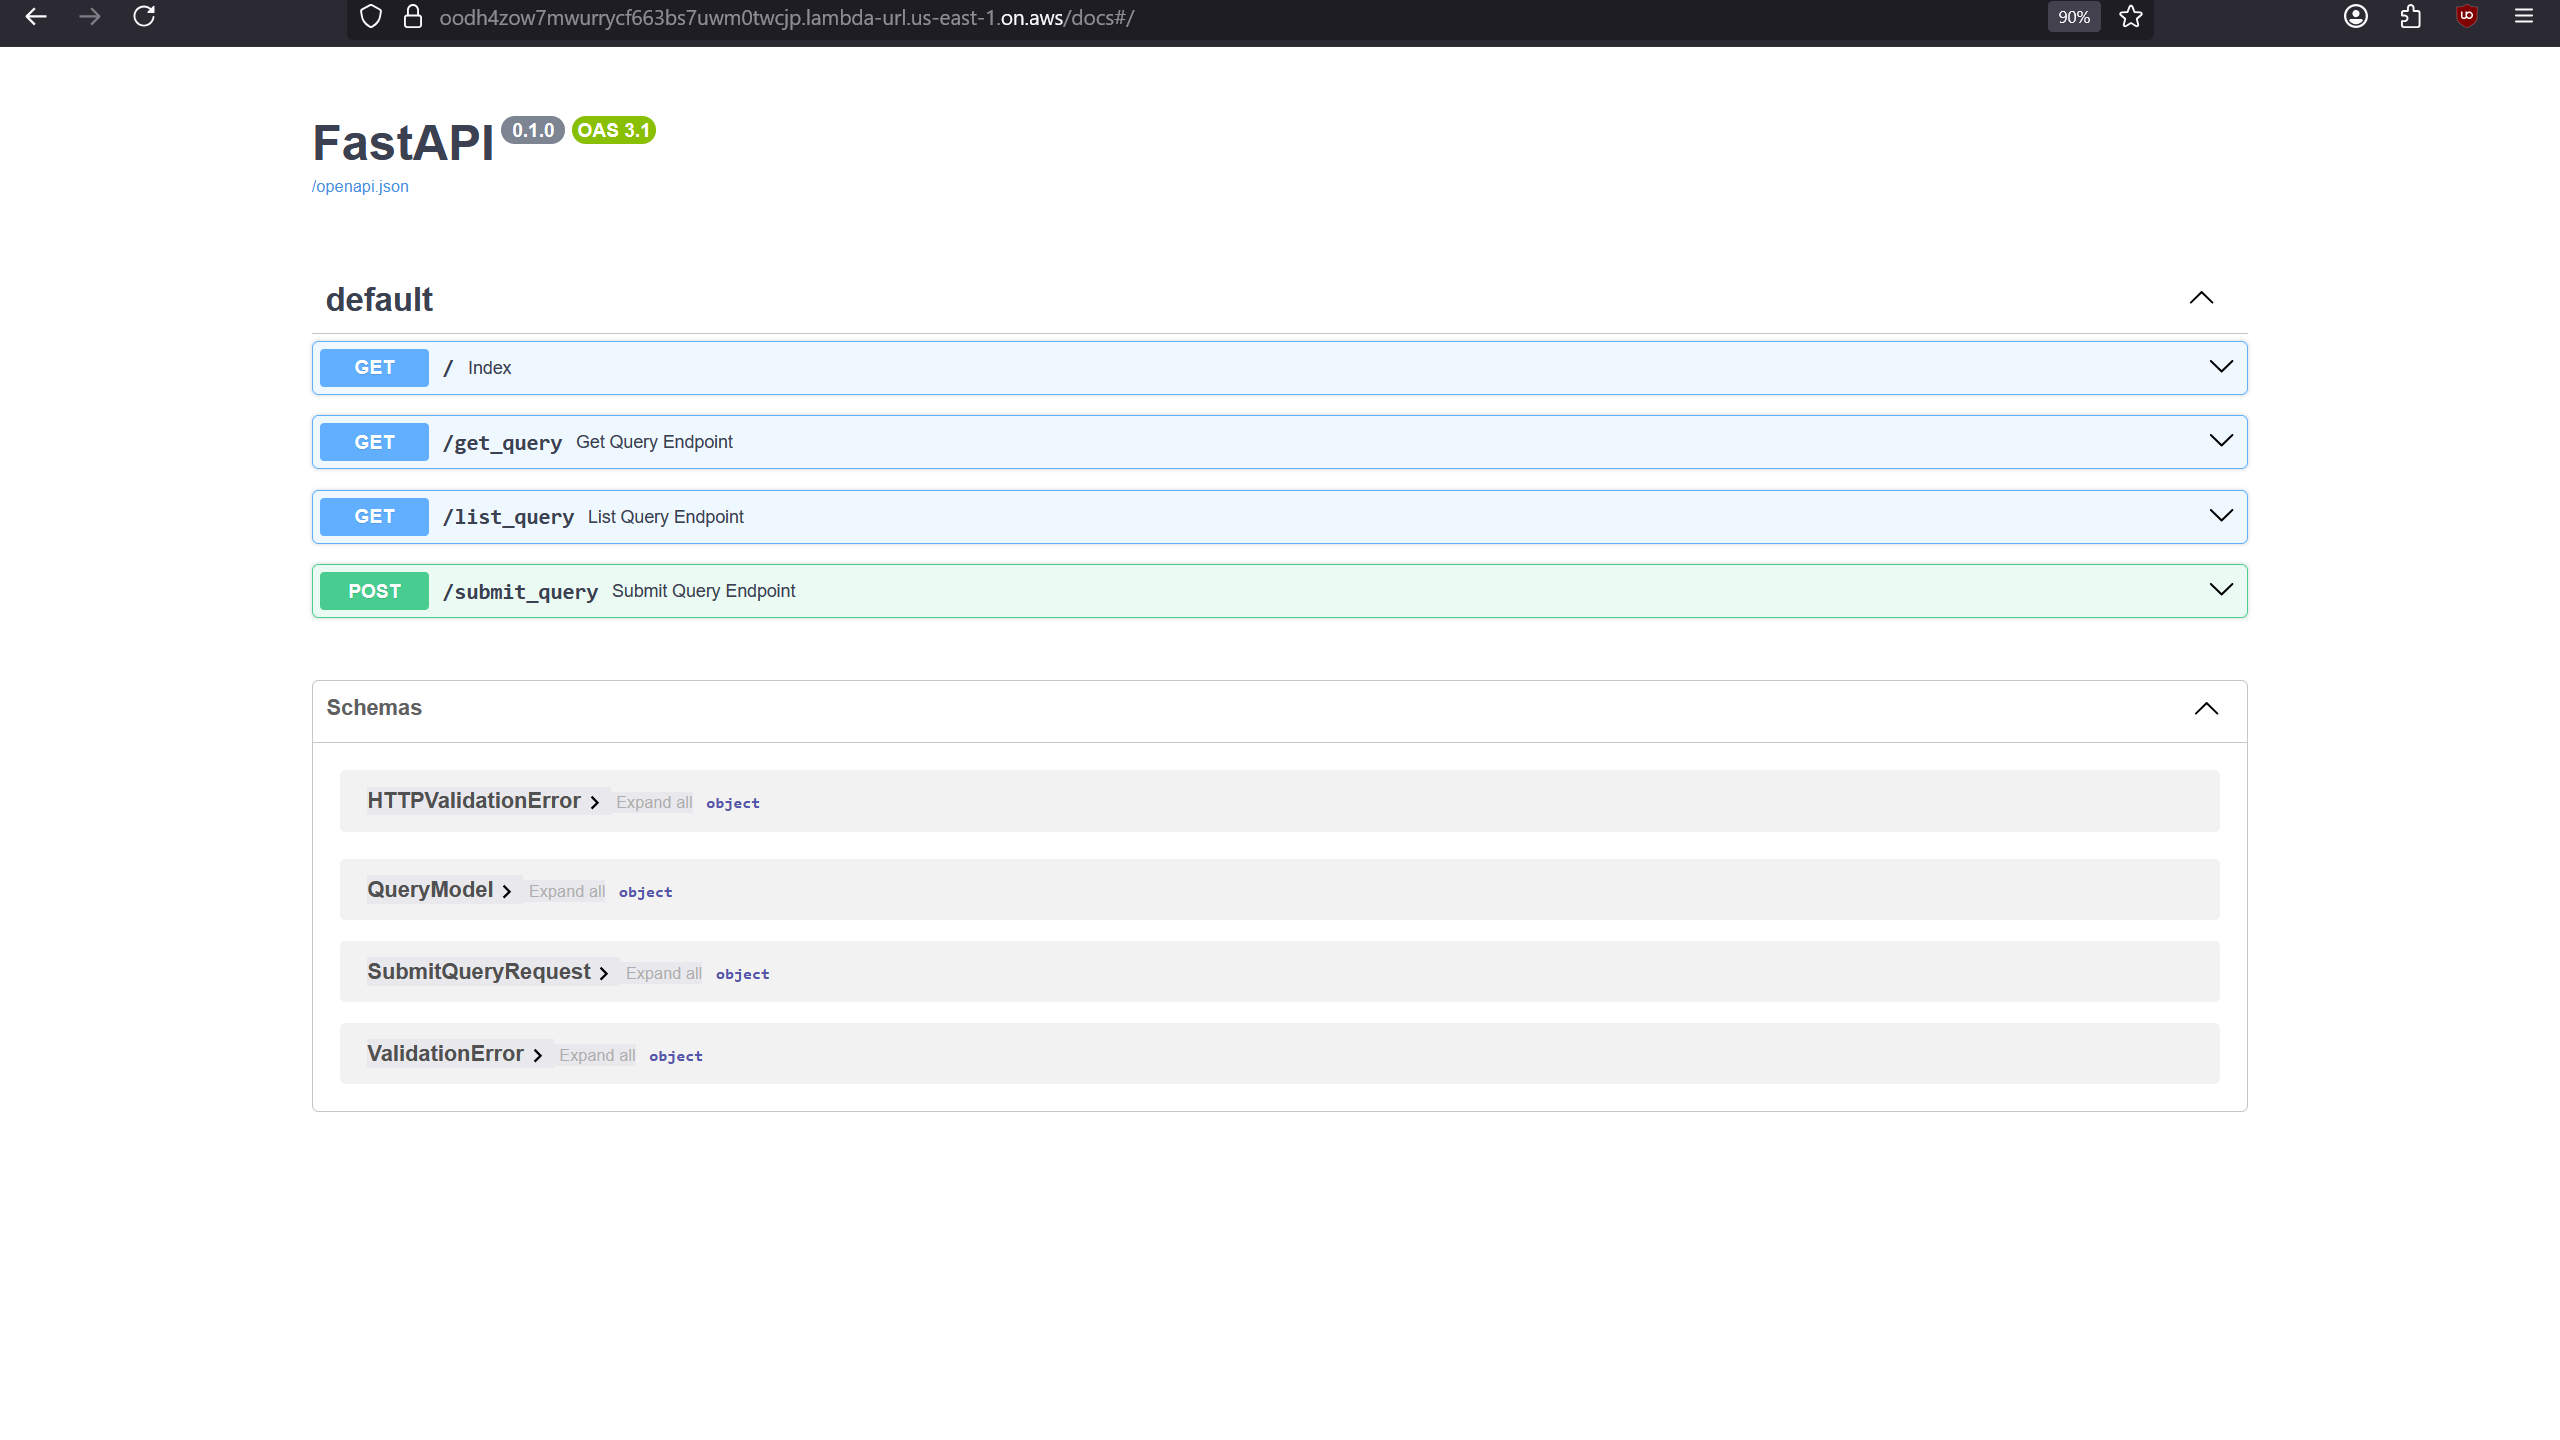 oodh4zow7mwurrycf663bs7uwm0twcjp.lambda-url.us-east-1.on.aws/docs#/ 90%
FastAPI 0.1.0 OAS 3.1
/openapi.json
default
GET / Index
GET /get_query Get Query Endpoint
GET /list_query List Query Endpoint
POST /submit_query Submit Query Endpoint
Schemas
HTTPValidationError Expand all object
QueryModel Expand all object
SubmitQueryRequest Expand all object
ValidationError Expand all object